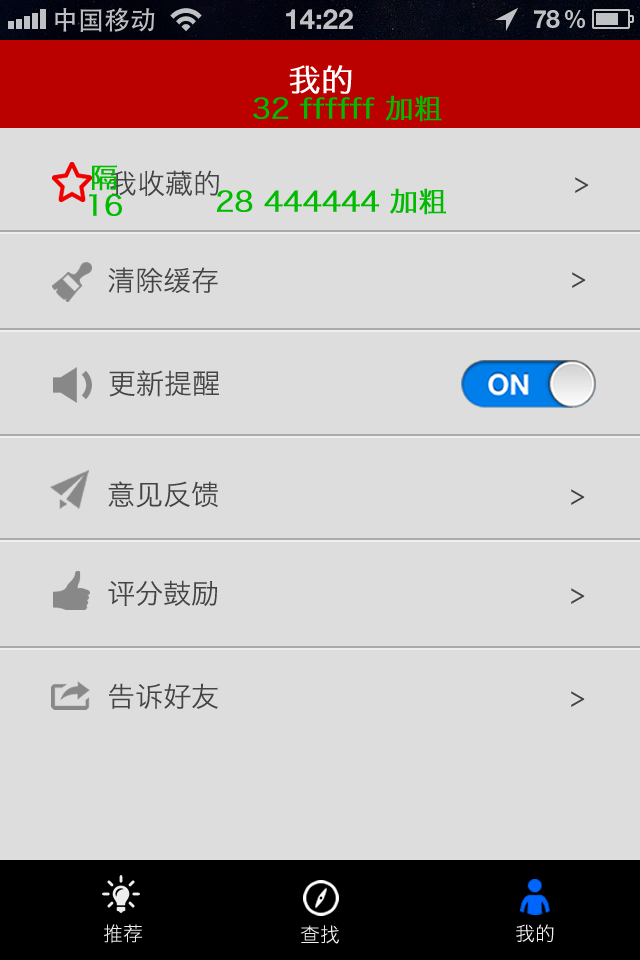 中国移动 14:22 78%
我的
32 ffffff 加粗
我收藏的 >
隔
16
28 444444 加粗
清除缓存 >
更新提醒 ON
意见反馈 >
评分鼓励 >
告诉好友 >
推荐 查找 我的